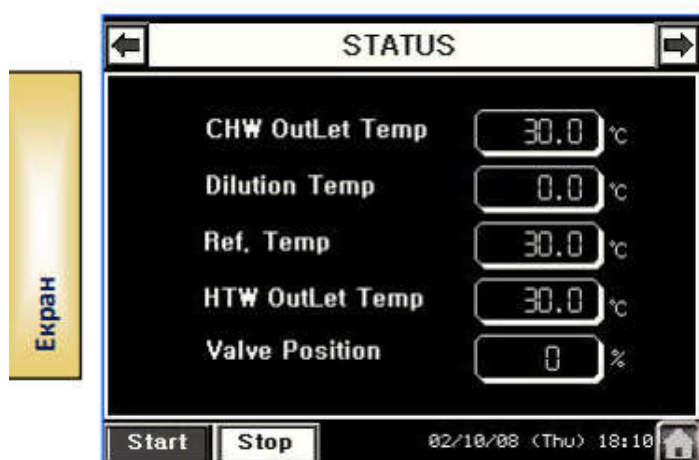 STATUS
CHW OutLet Temp 30.0 °C
Dilution Temp 0.0 °C
Ref. Temp 30.0 °C
HTW OutLet Temp 30.0 °C
Valve Position 0 %
Start Stop 02/10/08 (Thu) 18:10
Екран